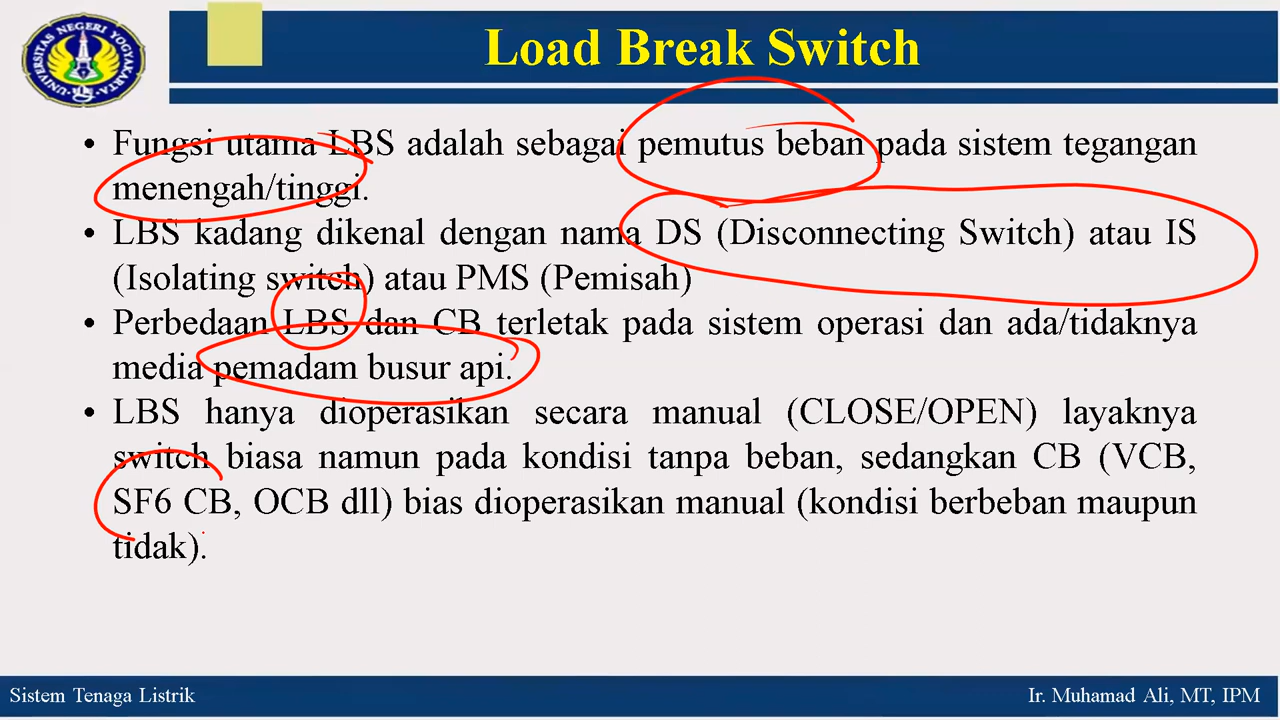 UNIVERSITAS NEGERI YOGYAKARTA
Load Break Switch
• Fungsi utama LBS adalah sebagai pemutus beban pada sistem tegangan
menengah/tinggi.
• LBS kadang dikenal dengan nama DS (Disconnecting Switch) atau IS
(Isolating switch) atau PMS (Pemisah)
• Perbedaan LBS dan CB terletak pada sistem operasi dan ada/tidaknya
media pemadam busur api.
• LBS hanya dioperasikan secara manual (CLOSE/OPEN) layaknya
switch biasa namun pada kondisi tanpa beban, sedangkan CB (VCB,
SF6 CB, OCB dll) bias dioperasikan manual (kondisi berbeban maupun
tidak).
Sistem Tenaga Listrik
Ir. Muhamad Ali, MT, IPM